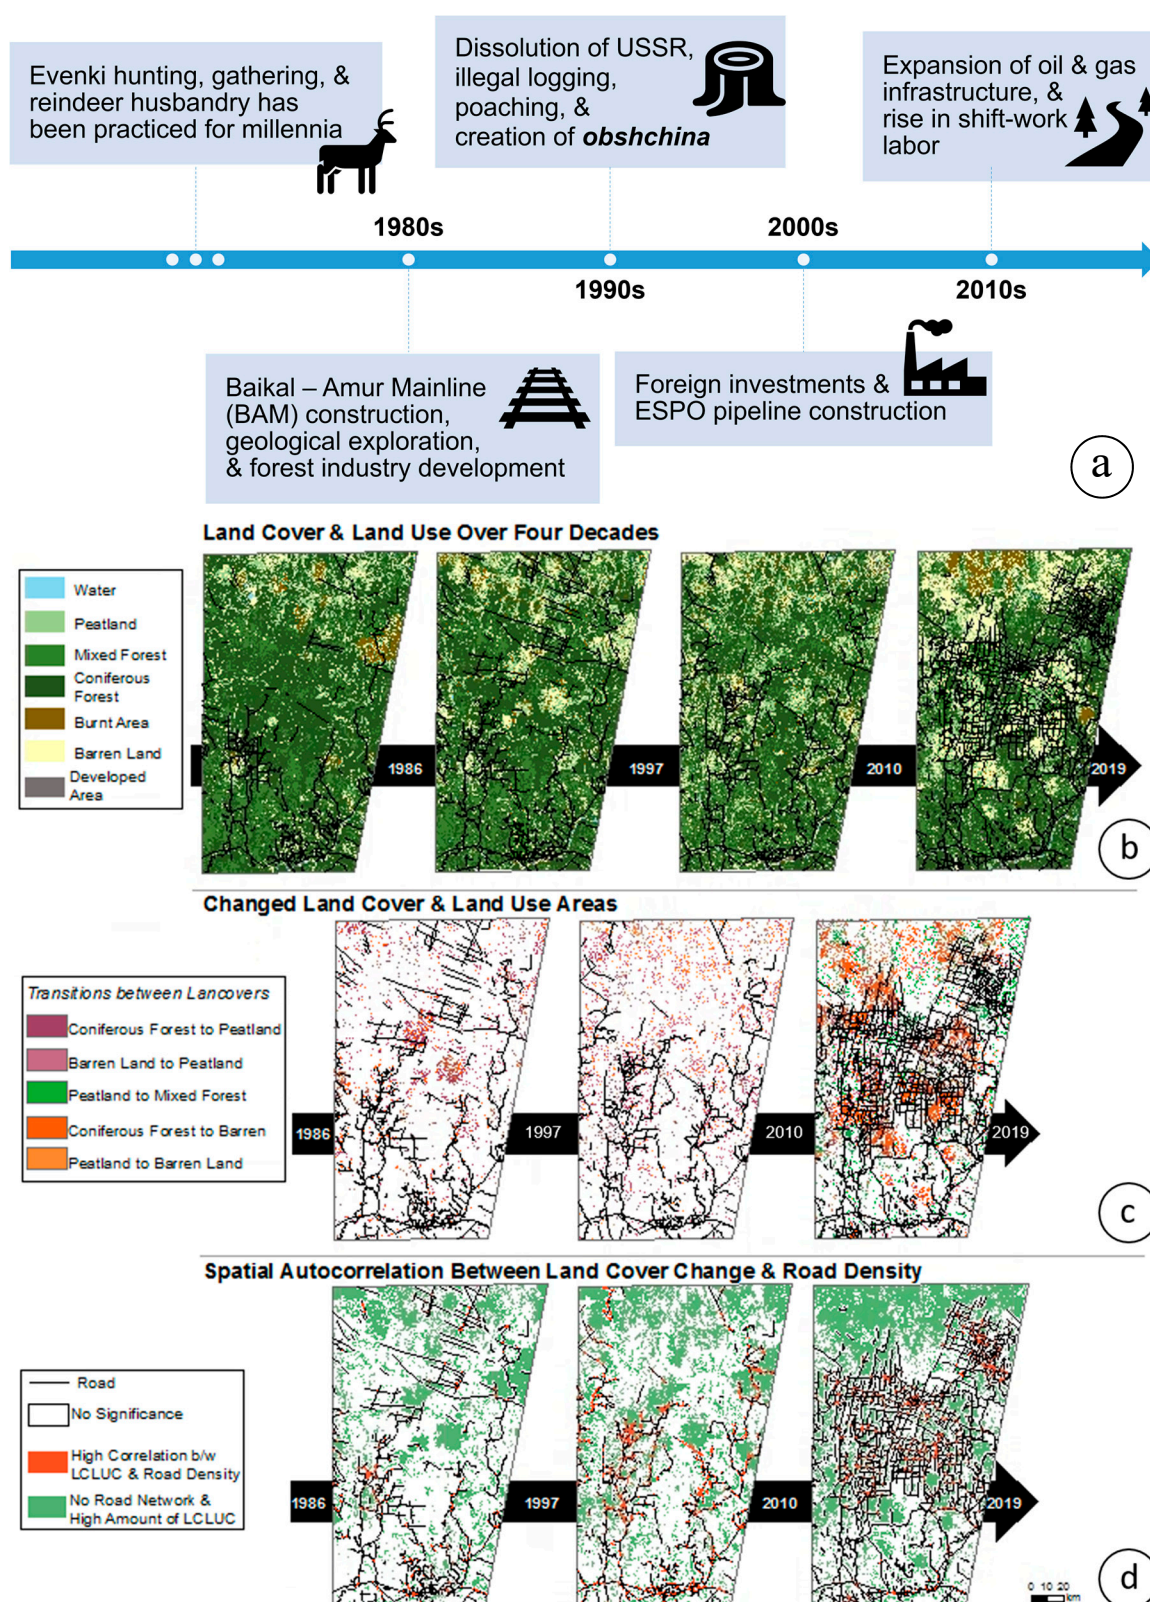 Evenki hunting, gathering, &
reindeer husbandry has
been practiced for millennia
Dissolution of USSR,
illegal logging,
poaching, &
creation of obshchina
Expansion of oil & gas
infrastructure, &
rise in shift-work
labor
1980s
2000s
1990s
2010s
Baikal – Amur Mainline
(BAM) construction,
geological exploration,
& forest industry development
Foreign investments &
ESPO pipeline construction
a
Land Cover & Land Use Over Four Decades
Water
Peatland
Mixed Forest
Coniferous
Forest
Burnt Area
Barren Land
Developed
Area
1986
1997
2010
2019
b
Changed Land Cover & Land Use Areas
Transitions between Lancovers
Coniferous Forest to Peatland
Barren Land to Peatland
Peatland to Mixed Forest
Coniferous Forest to Barren
Peatland to Barren Land
1986
1997
2010
2019
c
Spatial Autocorrelation Between Land Cover Change & Road Density
Road
No Significance
High Correlation b/w
LCLUC & Road Density
No Road Network &
High Amount of LCLUC
1986
1997
2010
2019
d
0 10 20
km